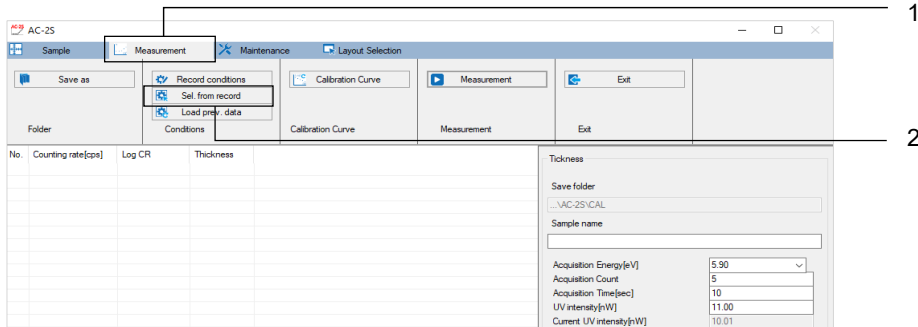 1
AC-2S AC-2S
Sample Measurement Maintenance Layout Selection
Save as Record conditions Calibration Curve Measurement Exit
Sel. from record
Load prev. data
Folder Conditions Calibration Curve Measurement Exit
2
No. Counting rate[cps] Log CR Thickness
Tickness
Save folder
...\AC-2S\CAL
Sample name
Acquisition Energy[eV] 5.90
Acquisition Count 5
Acquisition Time[sec] 10
UV intensity[nW] 11.00
Current UV intensity[nW] 10.01